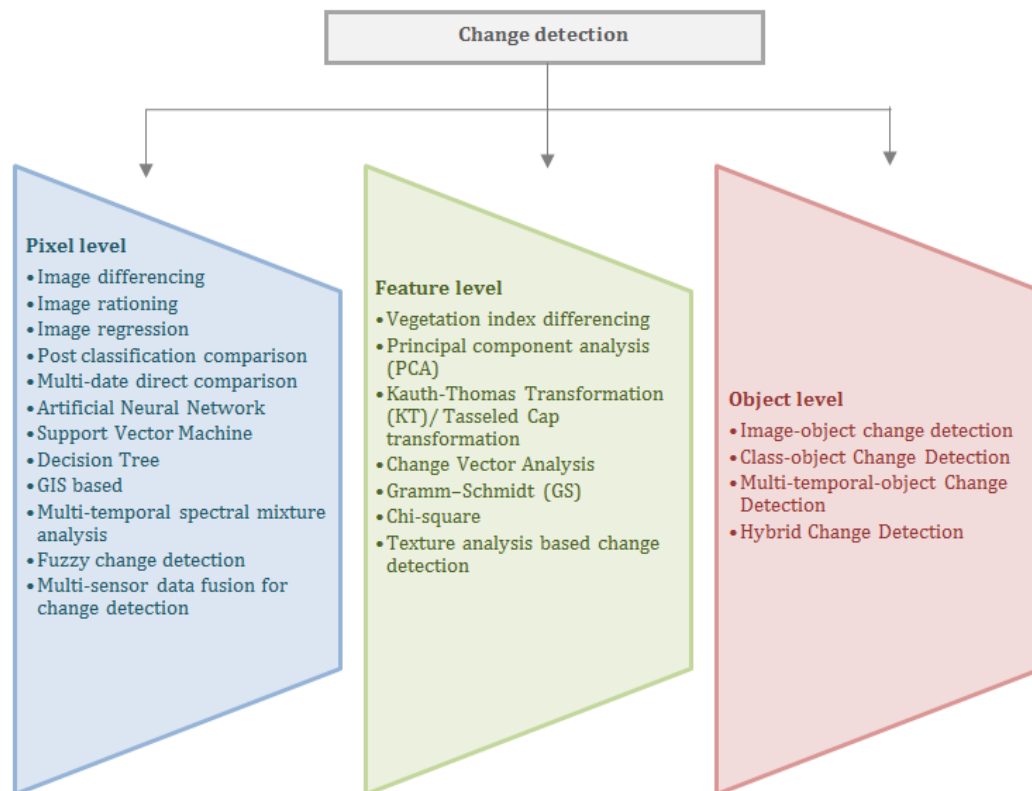 Change detection
Pixel level
•Image differencing
•Image rationing
•Image regression
•Post classification comparison
•Multi-date direct comparison
•Artificial Neural Network
•Support Vector Machine
•Decision Tree
•GIS based
•Multi-temporal spectral mixture
analysis
•Fuzzy change detection
•Multi-sensor data fusion for
change detection
Feature level
•Vegetation index differencing
•Principal component analysis
(PCA)
•Kauth-Thomas Transformation
(KT)/ Tasseled Cap
transformation
•Change Vector Analysis
•Gramm–Schmidt (GS)
•Chi-square
•Texture analysis based change
detection
Object level
•Image-object change detection
•Class-object Change Detection
•Multi-temporal-object Change
Detection
•Hybrid Change Detection